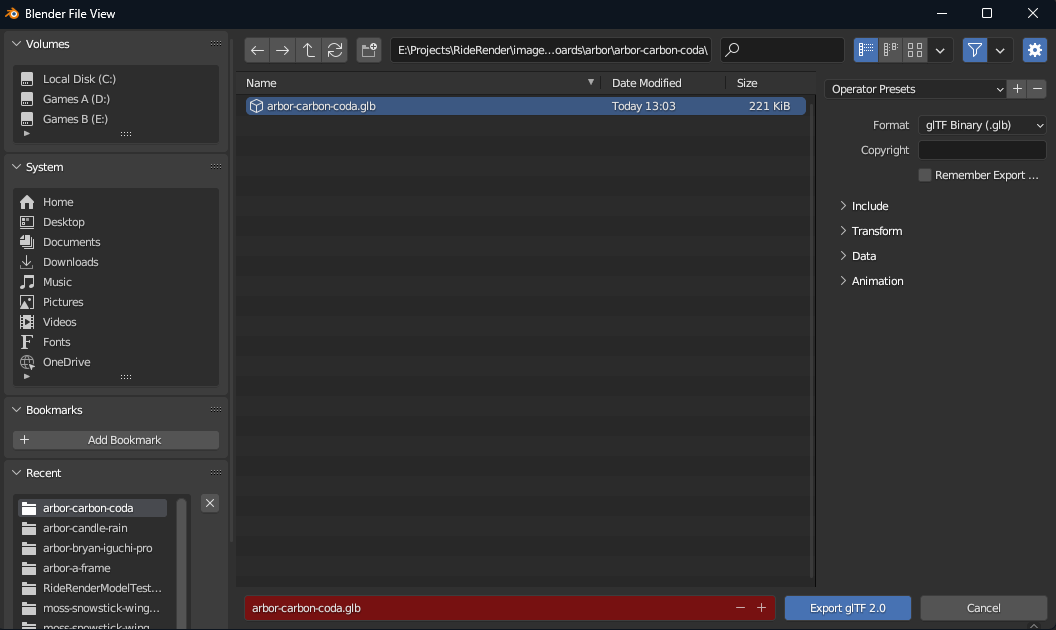 Blender File View
Volumes
Local Disk (C:)
Games A (D:)
Games B (E:)
System
Home
Desktop
Documents
Downloads
Music
Pictures
Videos
Fonts
OneDrive
Bookmarks
Add Bookmark
Recent
arbor-carbon-coda
arbor-candle-rain
arbor-bryan-iguchi-pro
arbor-a-frame
RideRenderModelTest...
moss-snowstick-wing...
moss-snowstick-wing
E:\Projects\RideRender\image...oards\arbor\arbor-carbon-coda\
Name Date Modified Size
arbor-carbon-coda.glb Today 13:03 221 KiB
arbor-carbon-coda.glb
Operator Presets
Format glTF Binary (.glb)
Copyright
Remember Export ...
Include
Transform
Data
Animation
Export glTF 2.0
Cancel